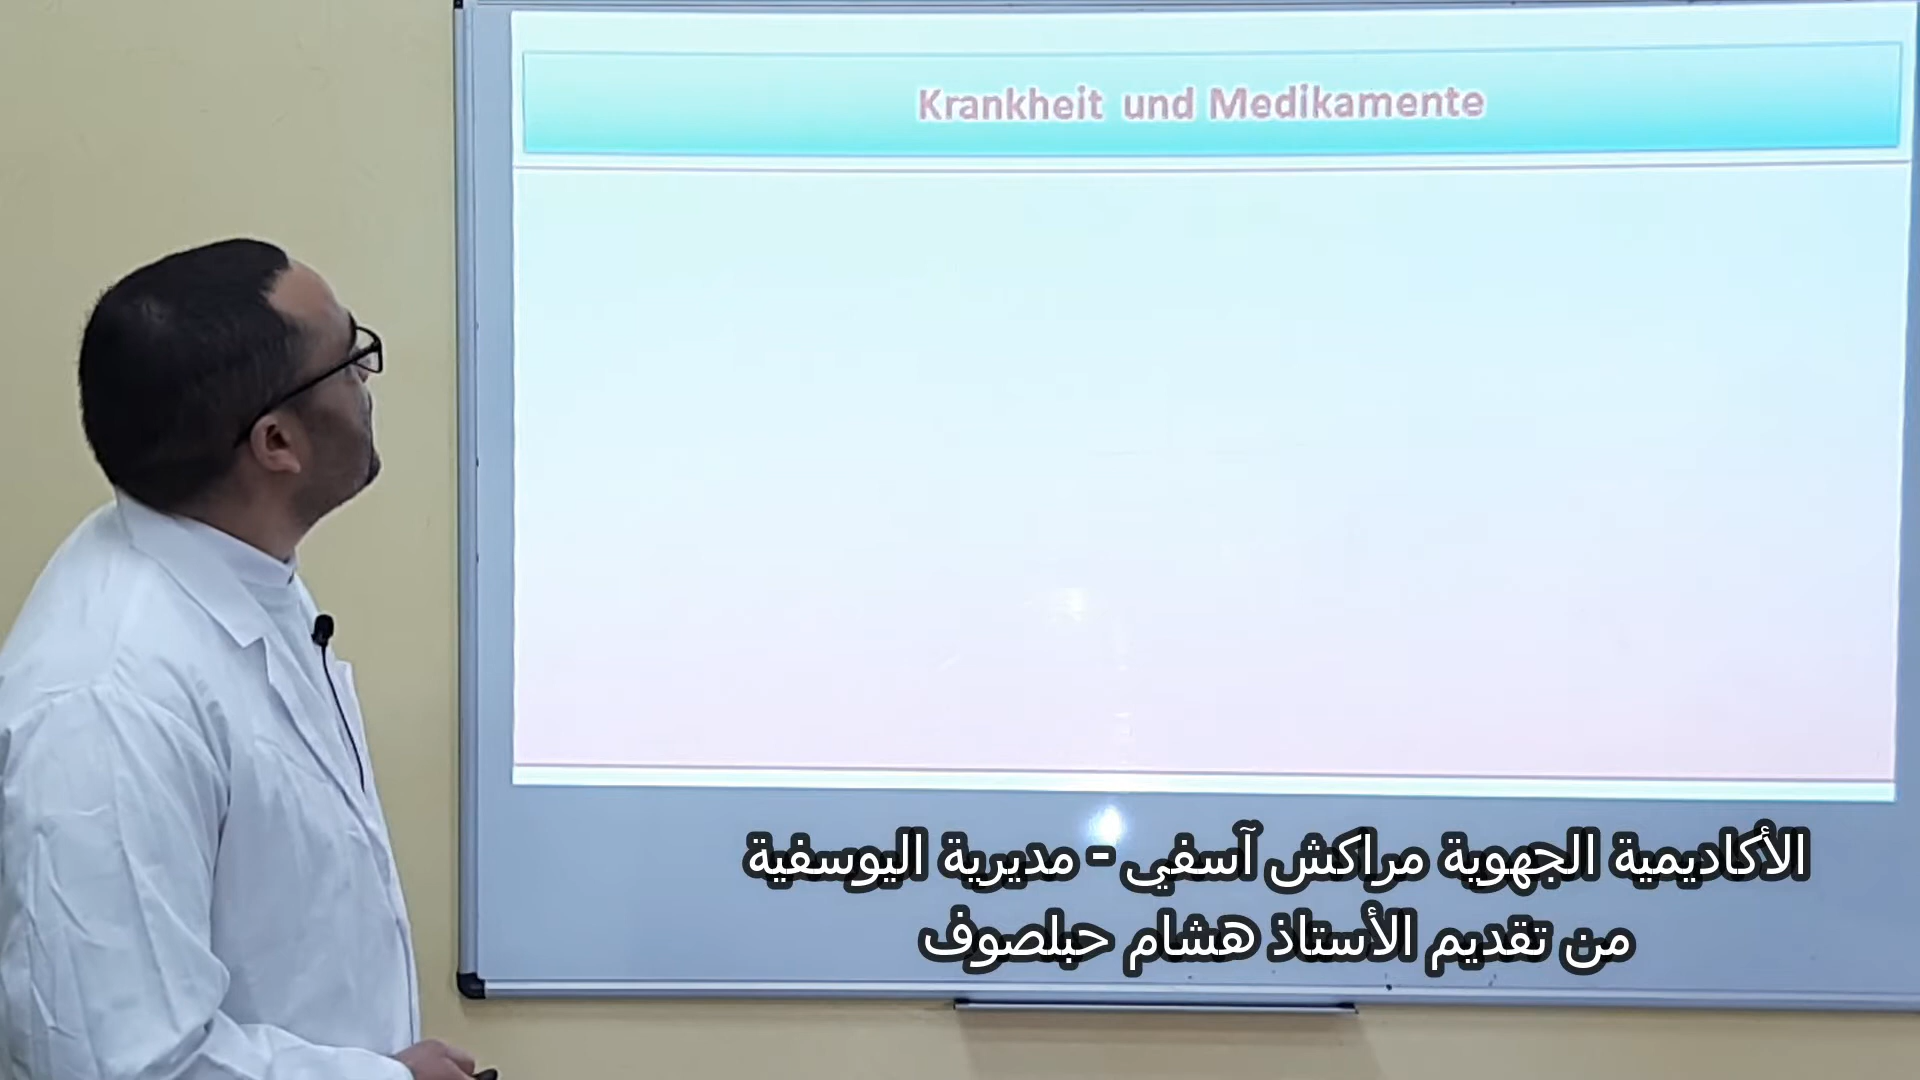 Krankheit und Medikamente
الأكاديمية الجهوية مراكش آسفي - مديرية اليوسفية
من تقديم الأستاذ هشام حبلصوف